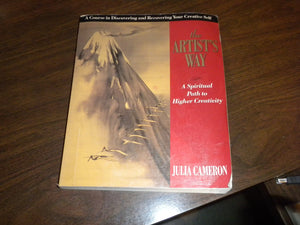 A Course in Discovering and Recovering Your Creative Self
the
ARTIST'S
WAY
A Spiritual
Path to
Higher Creativity
JULIA CAMERON